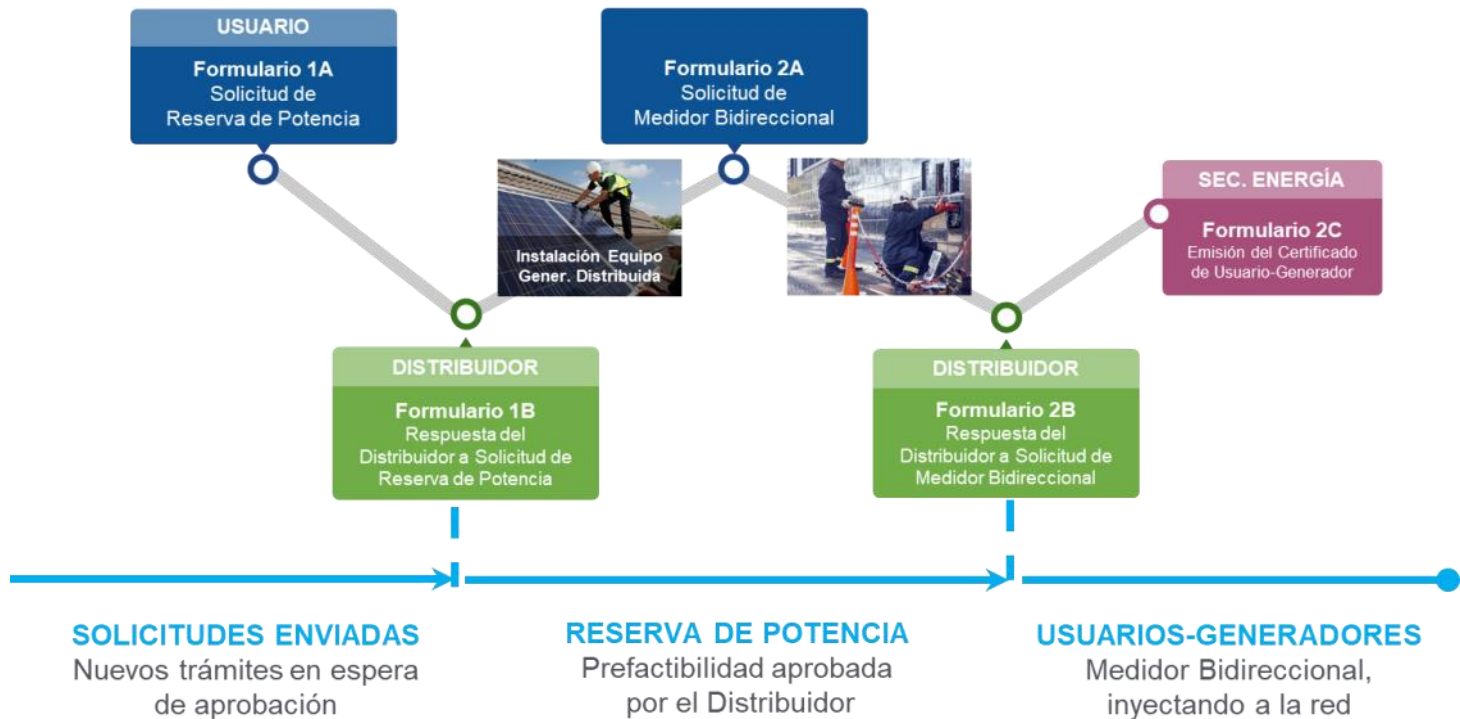 USUARIO
Formulario 1A
Solicitud de
Reserva de Potencia
Formulario 2A
Solicitud de
Medidor Bidireccional
SEC. ENERGÍA
Formulario 2C
Emisión del Certificado
de Usuario-Generador
Instalación Equipo
Gener. Distribuida
DISTRIBUIDOR
Formulario 1B
Respuesta del
Distribuidor a Solicitud de
Reserva de Potencia
DISTRIBUIDOR
Formulario 2B
Respuesta del
Distribuidor a Solicitud de
Medidor Bidireccional
SOLICITUDES ENVIADAS
Nuevos trámites en espera
de aprobación
RESERVA DE POTENCIA
Prefactibilidad aprobada
por el Distribuidor
USUARIOS-GENERADORES
Medidor Bidireccional,
inyectando a la red